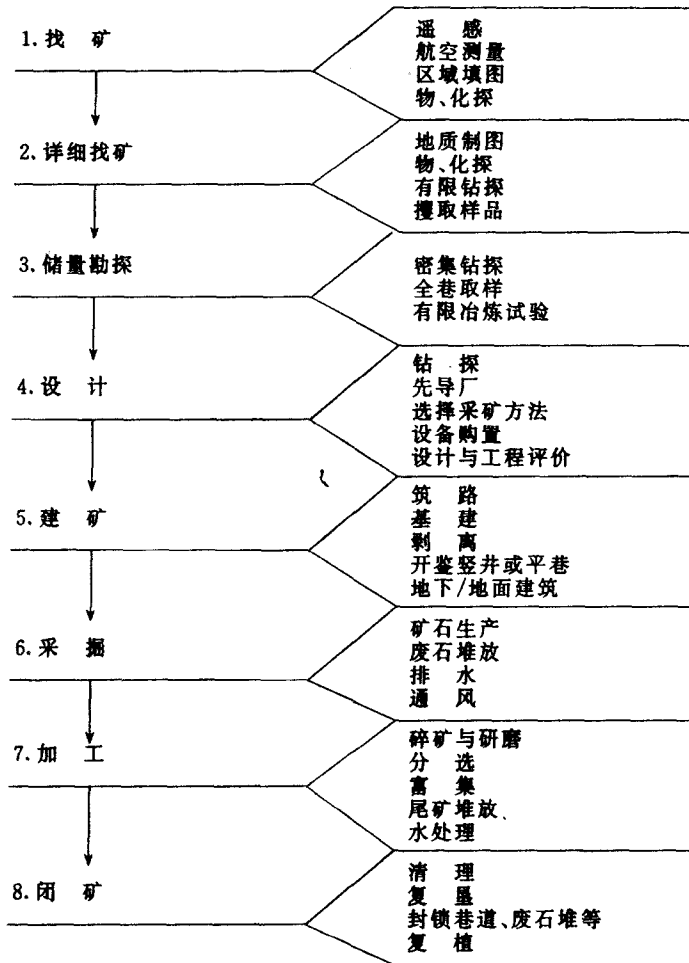 1.找 矿
遥 感
航空测量
区域填图
物、化探
2.详细找矿
地质制图
物、化探
有限钻探
攫取样品
3.储量勘探
密集钻探
全巷取样
有限冶炼试验
4.设 计
钻 探
先导厂
选择采矿方法
设备购置
设计与工程评价
5.建 矿
筑 路
基 建
剥 离
开鉴竖井或平巷
地下/地面建筑
6.采 掘
矿石生产
废石堆放
排 水
通 风
7.加 工
碎矿与研磨
分 选
富 集
尾矿堆放
水处理
8.闭 矿
清 理
复 垦
封锁巷道、废石堆等
复 植